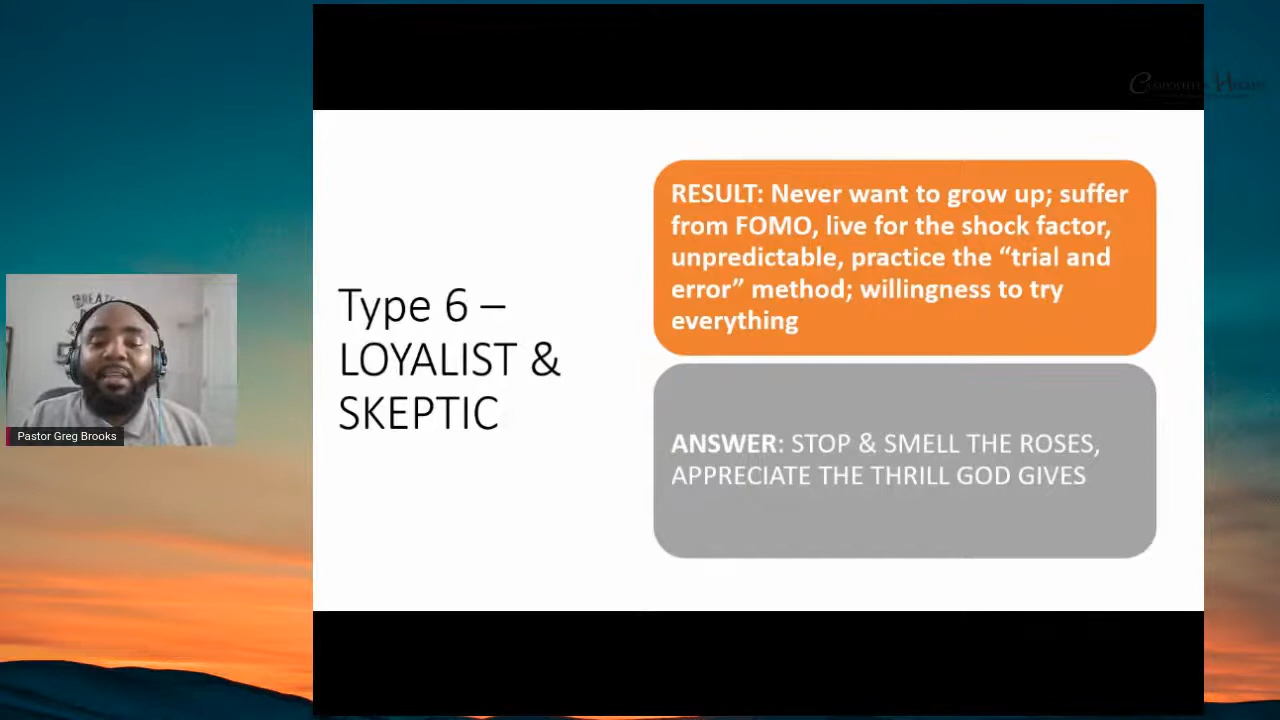 Type 6 –
LOYALIST &
SKEPTIC
RESULT: Never want to grow up; suffer
from FOMO, live for the shock factor,
unpredictable, practice the “trial and
error” method; willingness to try
everything
ANSWER: STOP & SMELL THE ROSES,
APPRECIATE THE THRILL GOD GIVES
Pastor Greg Brooks